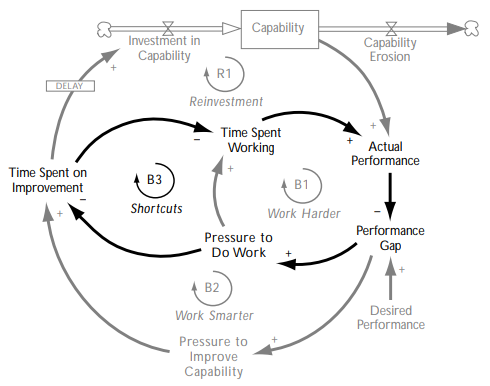 Capability
Investment in
Capability
Capability
Erosion
+
DELAY
R1
Reinvestment
+
Time Spent
Working
−
+
Actual
Performance
Time Spent on
Improvement
B3
Shortcuts
+
B1
Work Harder
−
+
−
Performance
Gap
Pressure to
Do Work
+
+
B2
Work Smarter
Desired
Performance
Pressure to
Improve
Capability
+